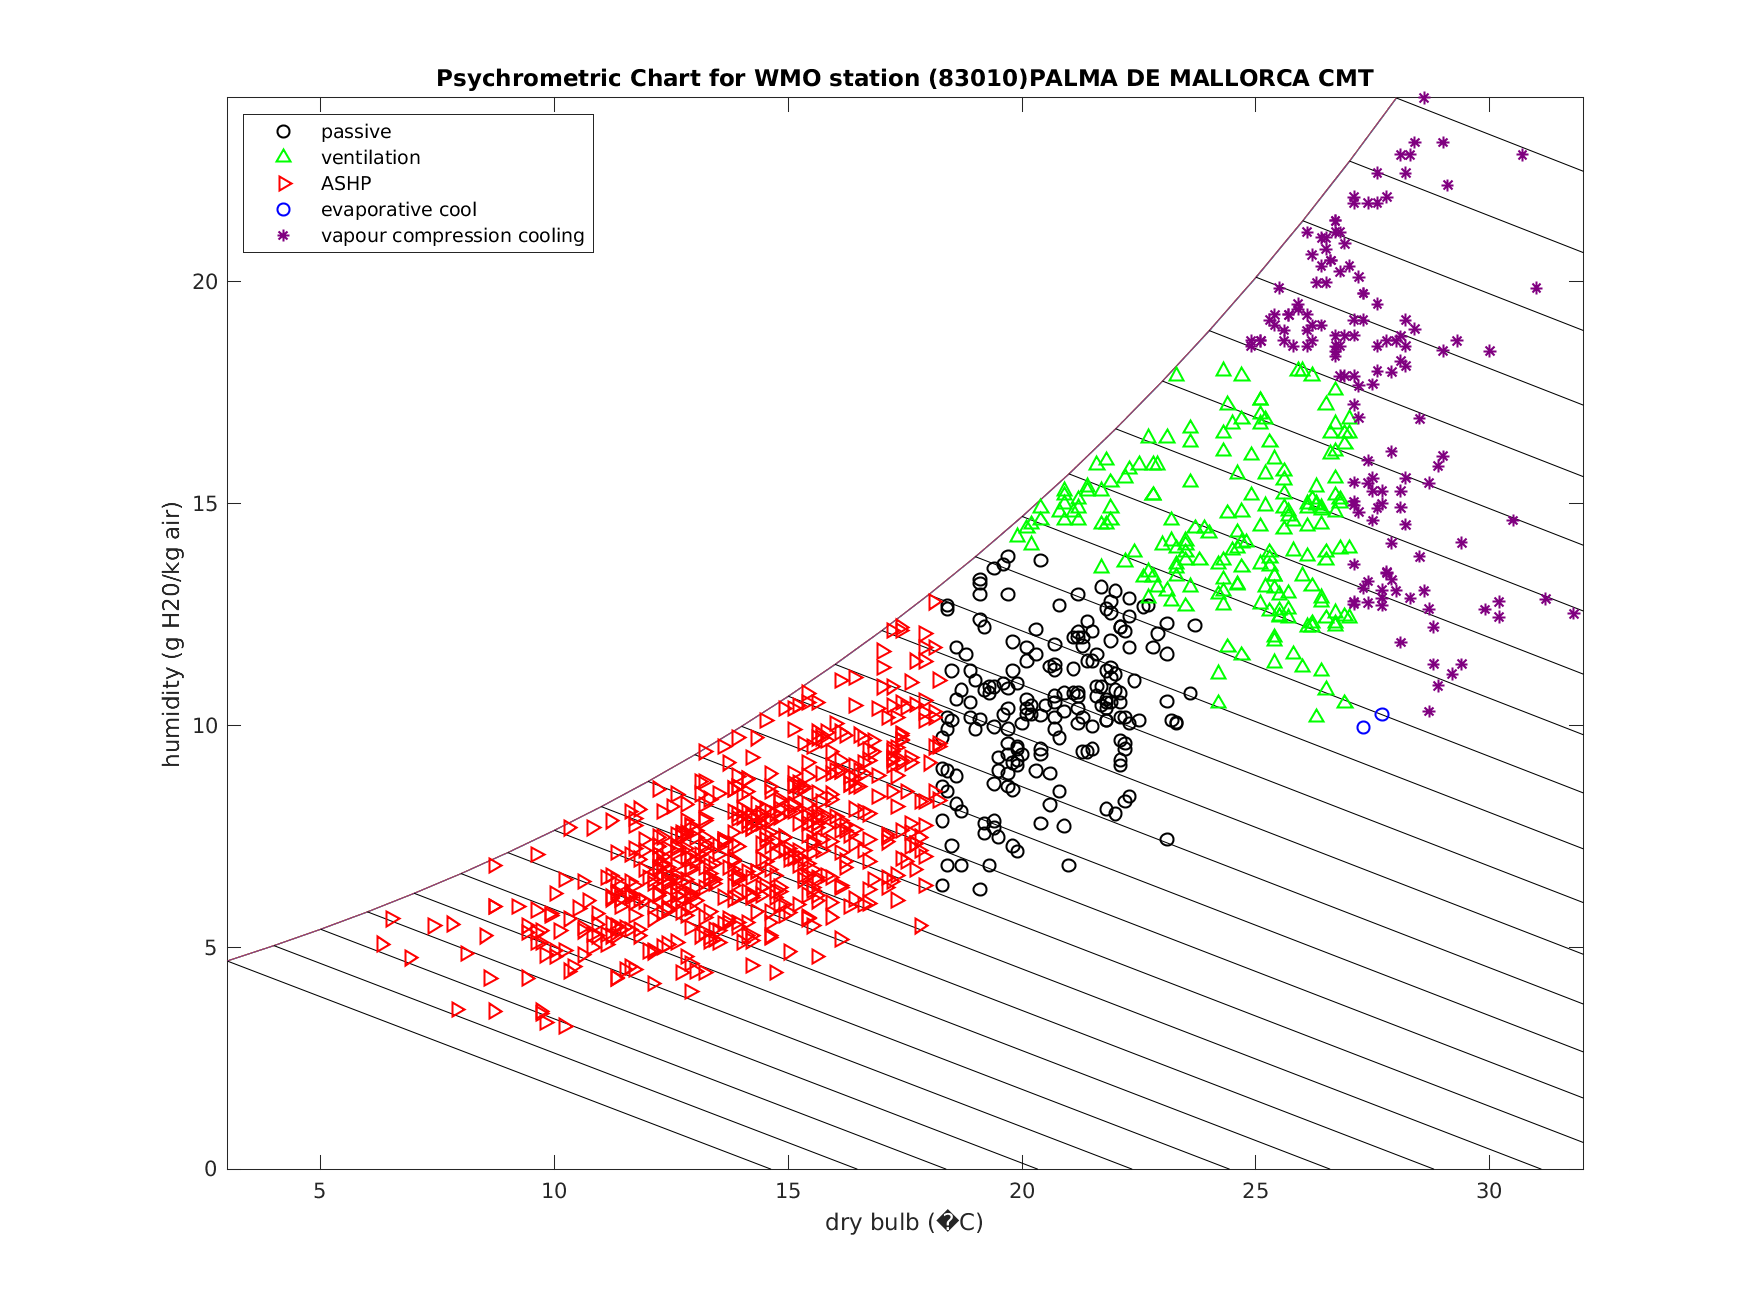 Psychrometric Chart for WMO station (83010)PALMA DE MALLORCA CMT
passive
ventilation
ASHP
evaporative cool
vapour compression cooling
humidity (g H20/kg air)
20
15
10
5
0
5 10 15 20 25 30
dry bulb (�C)